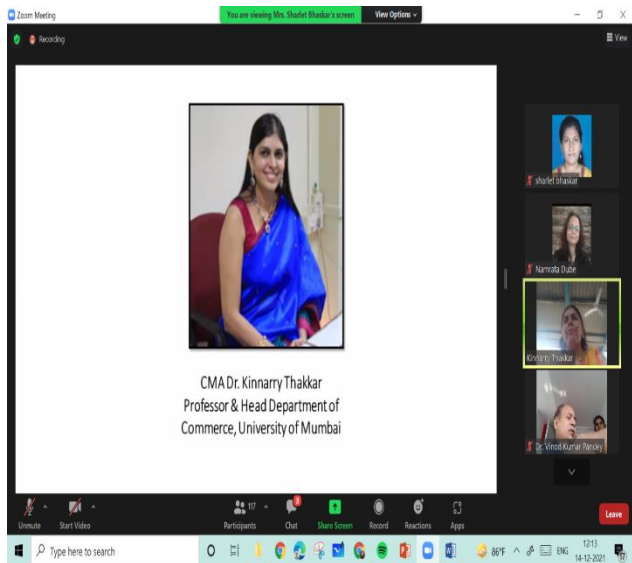 Zoom Meeting
You are viewing Mrs. Sharlet Bhaskar's screen
View Options
Recording
View
sharlet bhaskar
Namrata Dube
Kinnarry Thakkar
Dr. Vinod Kumar Pandey
CMA Dr. Kinnarry Thakkar
Professor & Head Department of
Commerce, University of Mumbai
Unmute
Start Video
117
Participants
3
Chat
Share Screen
Record
Reactions
Apps
Leave
Type here to search
86°F
ENG
12:13
14-12-2021